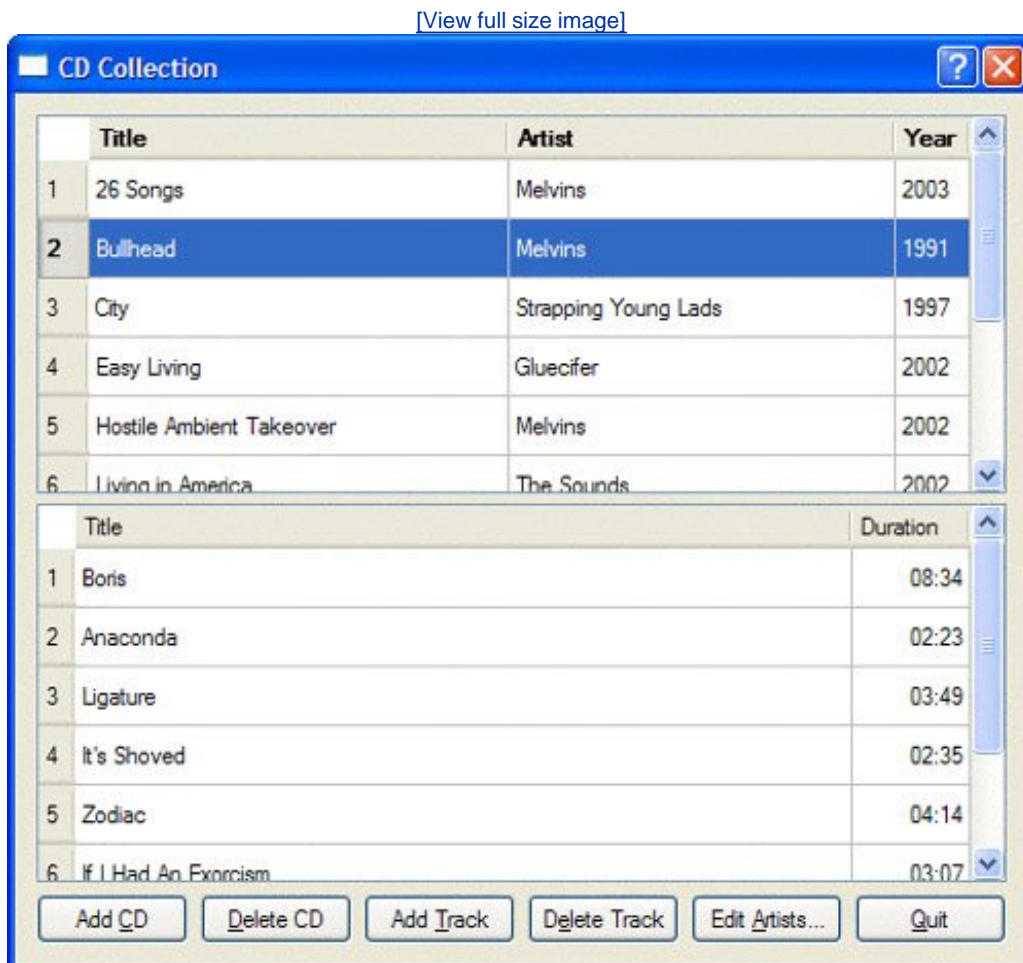 [View full size image]
CD Collection
Title Artist Year
1 26 Songs Melvins 2003
2 Bullhead Melvins 1991
3 City Strapping Young Lads 1997
4 Easy Living Gluecifer 2002
5 Hostile Ambient Takeover Melvins 2002
6 Living in America The Sounds 2002
Title Duration
1 Boris 08:34
2 Anaconda 02:23
3 Ligature 03:49
4 It's Shoved 02:35
5 Zodiac 04:14
6 If I Had An Exorcism 03:07
Add CD Delete CD Add Track Delete Track Edit Artists... Quit